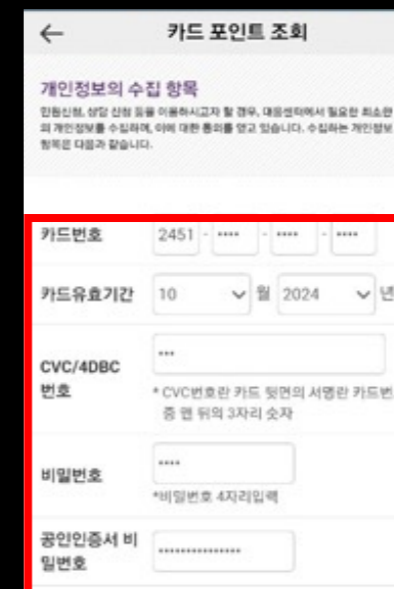 카드 포인트 조회
개인정보의 수집 항목
민원신청, 상담 신청 등을 이용하시고자 할 경우, 대응센터에서 필요한 최소한
의 개인정보를 수집하며, 이에 대한 동의를 얻고 있습니다. 수집하는 개인정보
항목은 다음과 같습니다.
카드번호 2451 - •••• - •••• - ••••
카드유효기간 10 월 2024 년
•••
CVC/4DBC
번호
* CVC번호란 카드 뒷면의 서명란 카드번
중 맨 뒤의 3자리 숫자
••••
비밀번호
*비밀번호 4자리입력
공인인증서 비
밀번호
•••••••••••••••